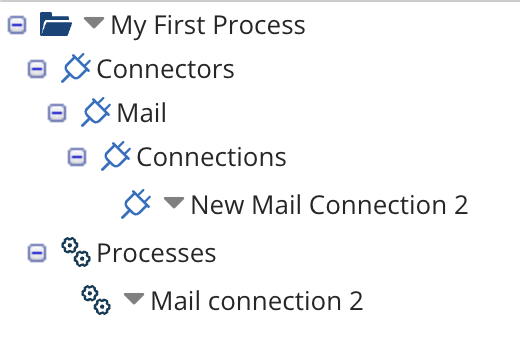 My First Process
Connectors
Mail
Connections
New Mail Connection 2
Processes
Mail connection 2